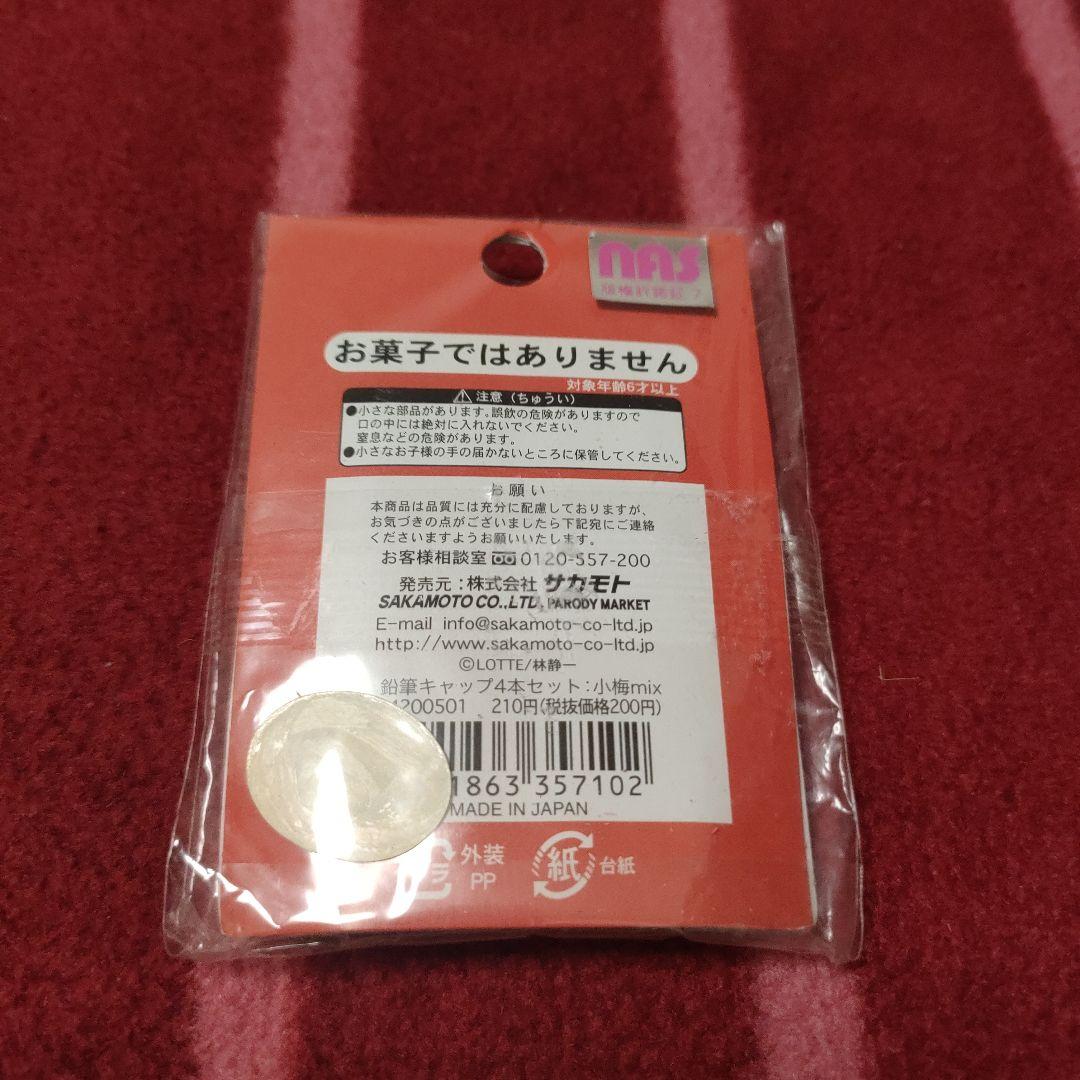 nas
お菓子ではありません
対象年齢6才以上
注意（ちゅうい）
●小さな部品があります。誤飲の危険がありますので
口の中には絶対に入れないでください。
窒息などの危険があります。
●小さなお子様の手の届かないところに保管してください。
お願い
本商品は品質には充分に配慮しておりますが、
お気づきの点がございましたら下記宛にご連絡
くださいますようお願いいたします。
お客様相談室 0120-557-200
発売元：株式会社 サカモト
SAKAMOTO CO.,LTD. PARODY MARKET
E-mail info@sakamoto-co-ltd.jp
http://www.sakamoto-co-ltd.jp
©LOTTE/林静一
鉛筆キャップ4本セット：小梅mix
4200501 210円(税抜価格200円)
1863 357102
MADE IN JAPAN
プラ 外装
PP
紙 台紙